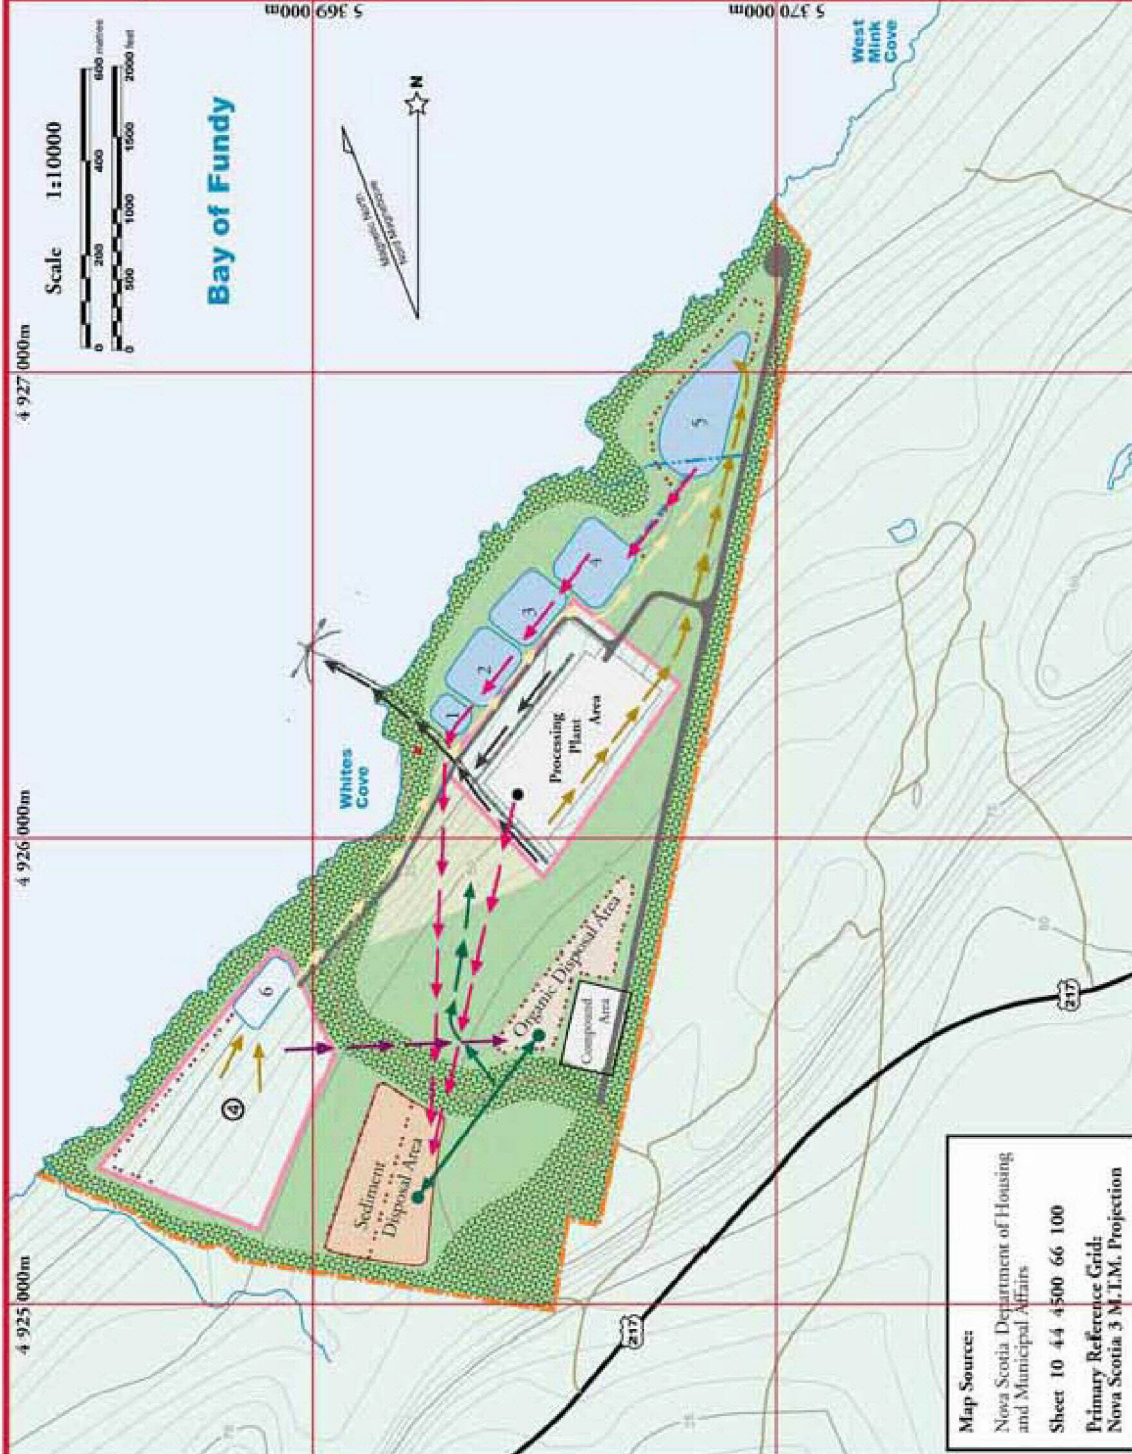 5 369 000m
5 370 000m
West
Mink
Cove
Scale 1:10000
0 200 400 600 metres
0 500 1000 1500 2000 feet
Bay of Fundy
Magnetic North
Nord Magnétique
N
4 927 000m
5
4
3
2
1
Processing
Plant
Area
Whites
Cove
4 926 000m
6
4
Organic Disposal Area
Compound
Area
Sediment
Disposal Area
217
217
4 925 000m
Map Source:
Nova Scotia Department of Housing
and Municipal Affairs
Sheet 10 44 4500 66 100
Primary Reference Grid:
Nova Scotia 3 M.T.M. Projection